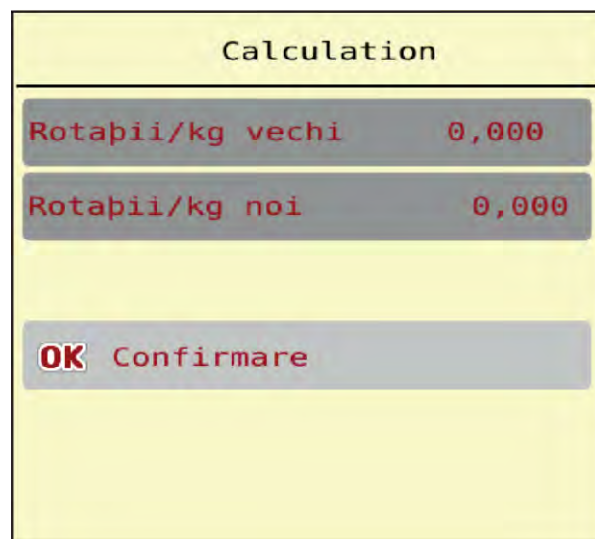 Calculation
Rotaþii/kg vechi 0,000
Rotaþii/kg noi 0,000
OK Confirmare